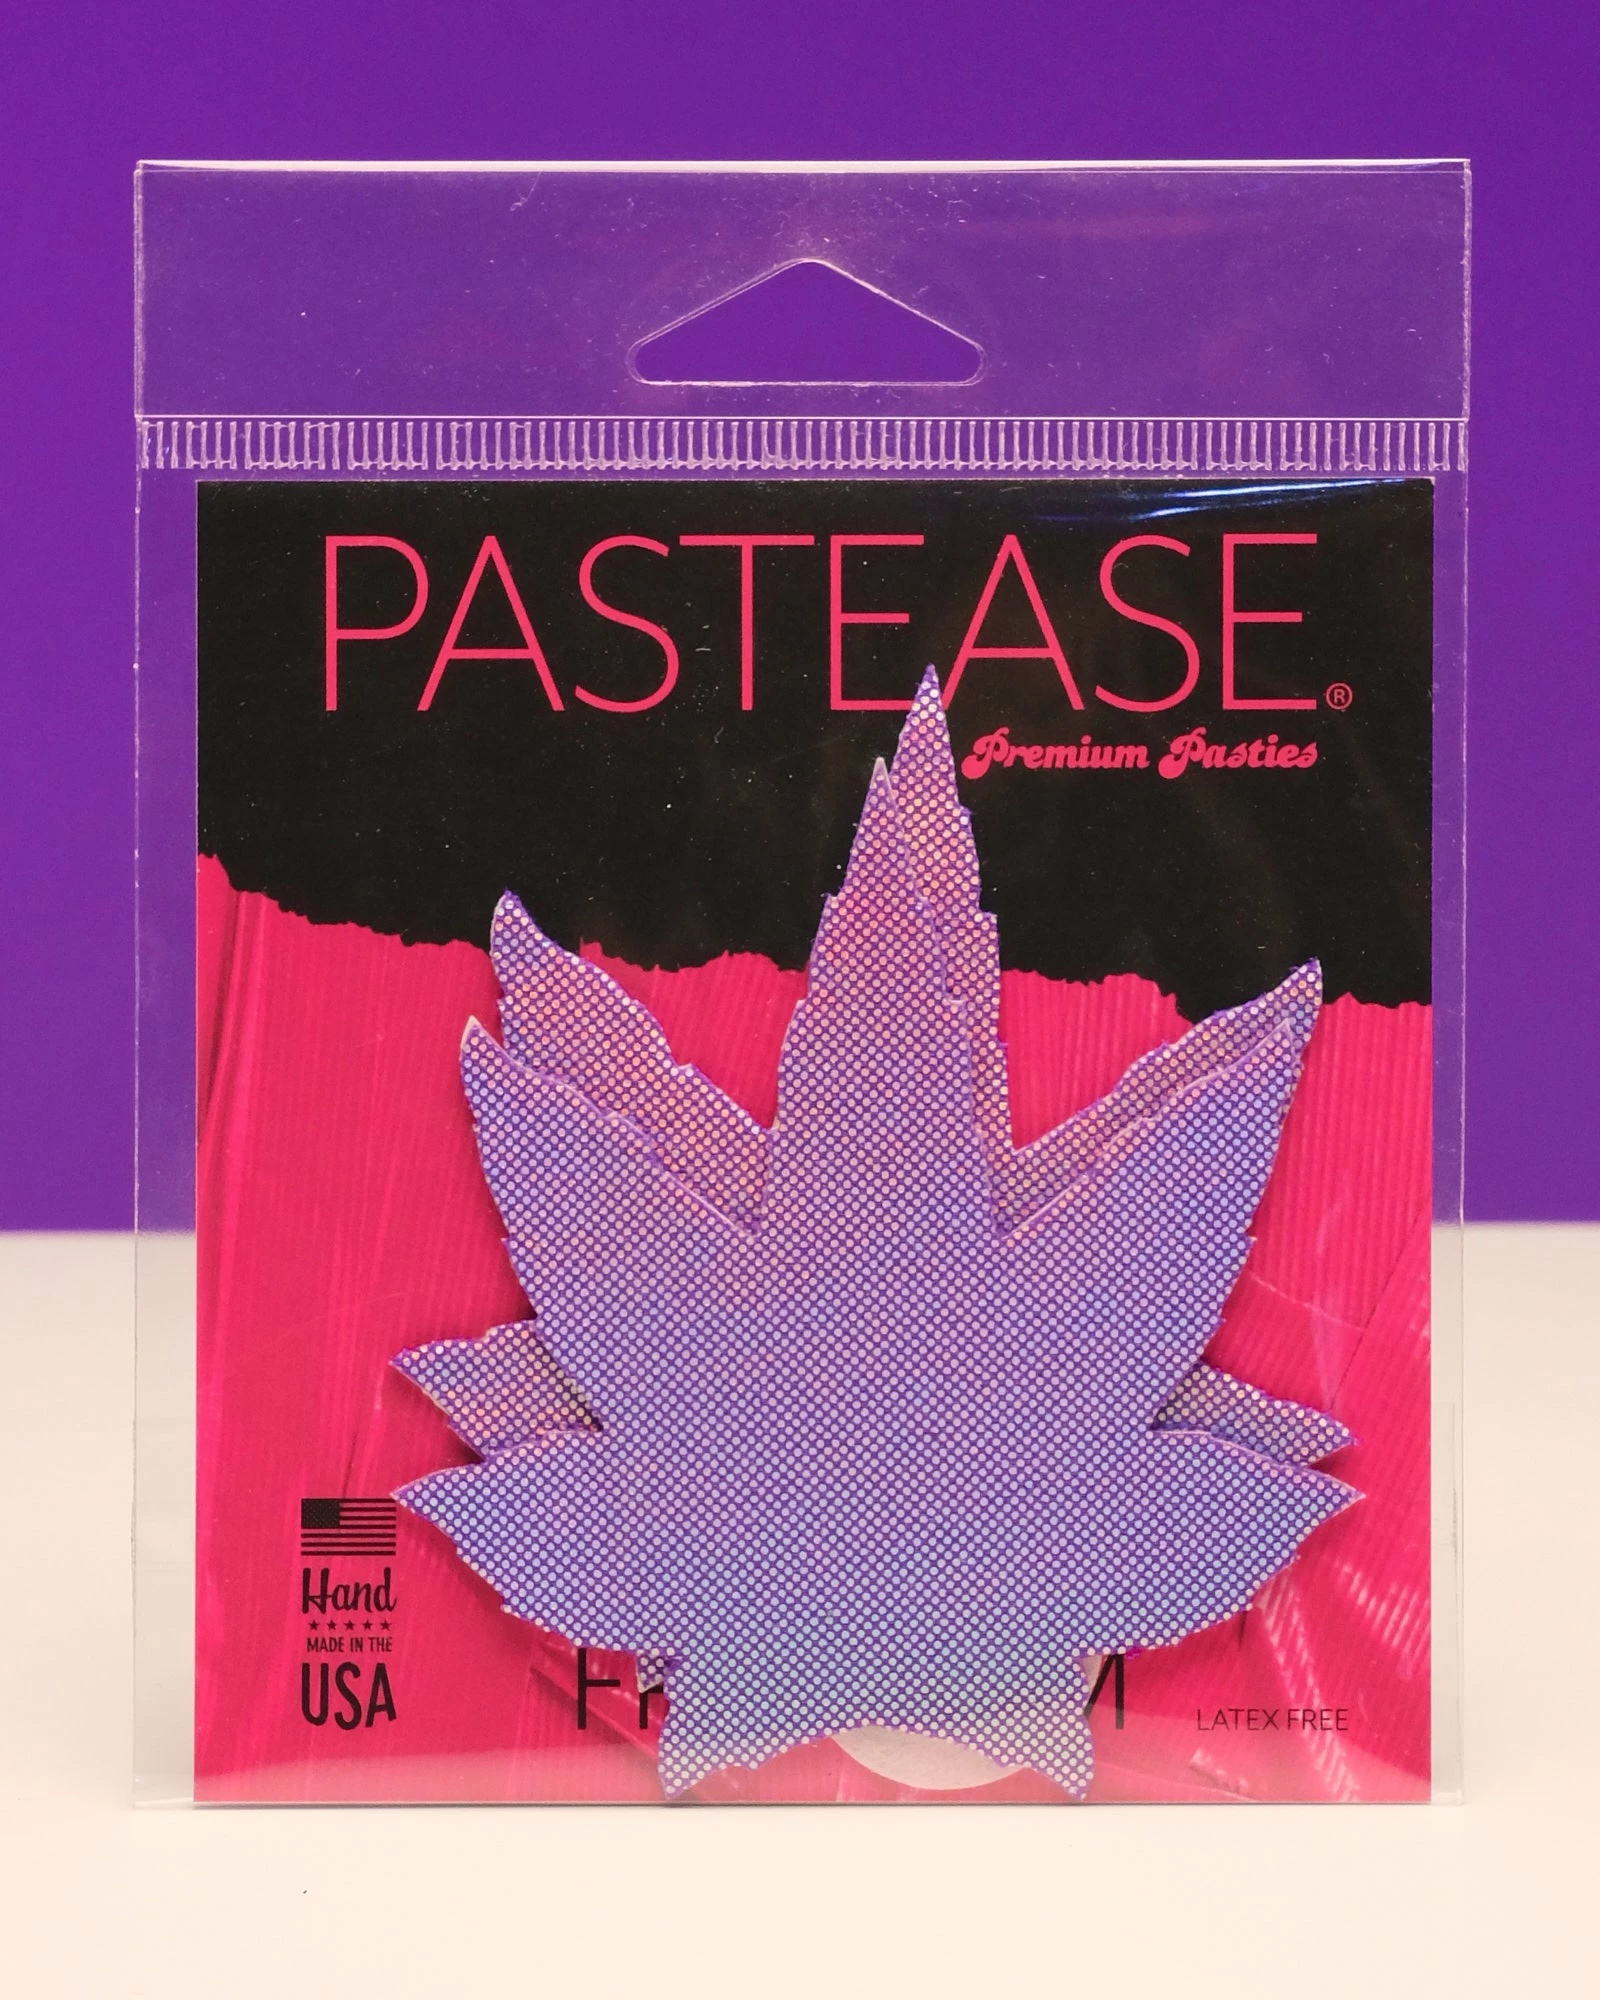 PASTEASE®
Premium Pasties
Hand
MADE IN THE
USA
LATEX FREE